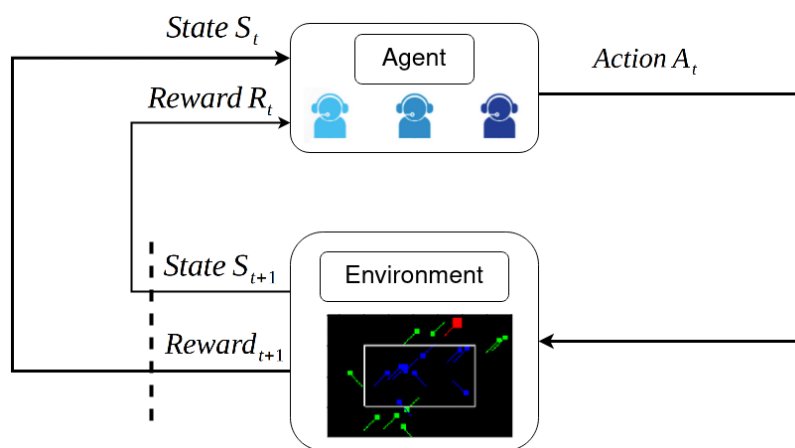 State S_t
Agent
Action A_t
Reward R_t
State S_{t+1}
Environment
Reward_{t+1}